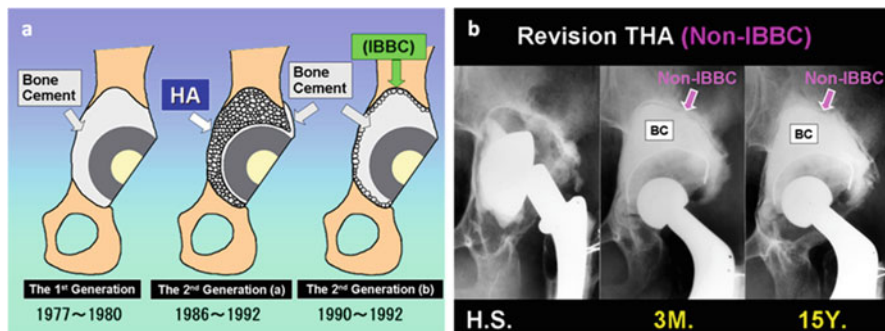 a
(IBBC)
Bone
Cement
HA
Bone
Cement
The 1st Generation
The 2nd Generation (a)
The 2nd Generation (b)
1977~1980
1986~1992
1990~1992
b
Revision THA (Non-IBBC)
Non-IBBC
Non-IBBC
BC
BC
H.S.
3M.
15Y.